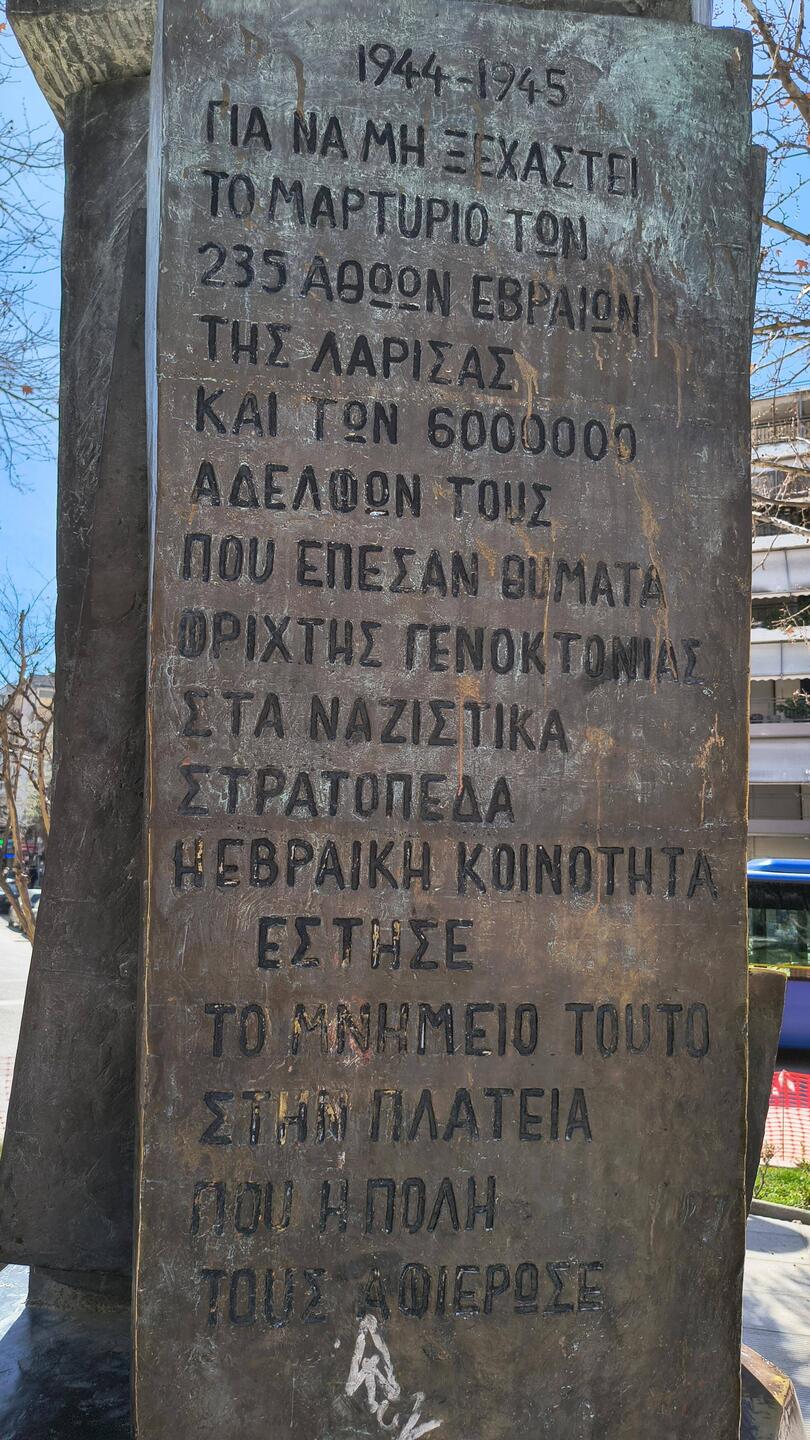 1944-1945
ΓΙΑ ΝΑ ΜΗ ΞΕΧΑΣΤΕΙ
ΤΟ ΜΑΡΤΥΡΙΟ ΤΩΝ
235 ΑΘΩΩΝ ΕΒΡΑΙΩΝ
ΤΗΣ ΛΑΡΙΣΑΣ
ΚΑΙ ΤΩΝ 6000000
ΑΔΕΛΦΩΝ ΤΟΥΣ
ΠΟΥ ΕΠΕΣΑΝ ΘΥΜΑΤΑ
ΦΡΙΧΤΗΣ ΓΕΝΟΚΤΟΝΙΑΣ
ΣΤΑ ΝΑΖΙΣΤΙΚΑ
ΣΤΡΑΤΟΠΕΔΑ
Η ΕΒΡΑΙΚΗ ΚΟΙΝΟΤΗΤΑ
ΕΣΤΗΣΕ
ΤΟ ΜΝΗΜΕΙΟ ΤΟΥΤΟ
ΣΤΗΝ ΠΛΑΤΕΙΑ
ΠΟΥ Η ΠΟΛΗ
ΤΟΥΣ ΑΦΙΕΡΩΣΕ